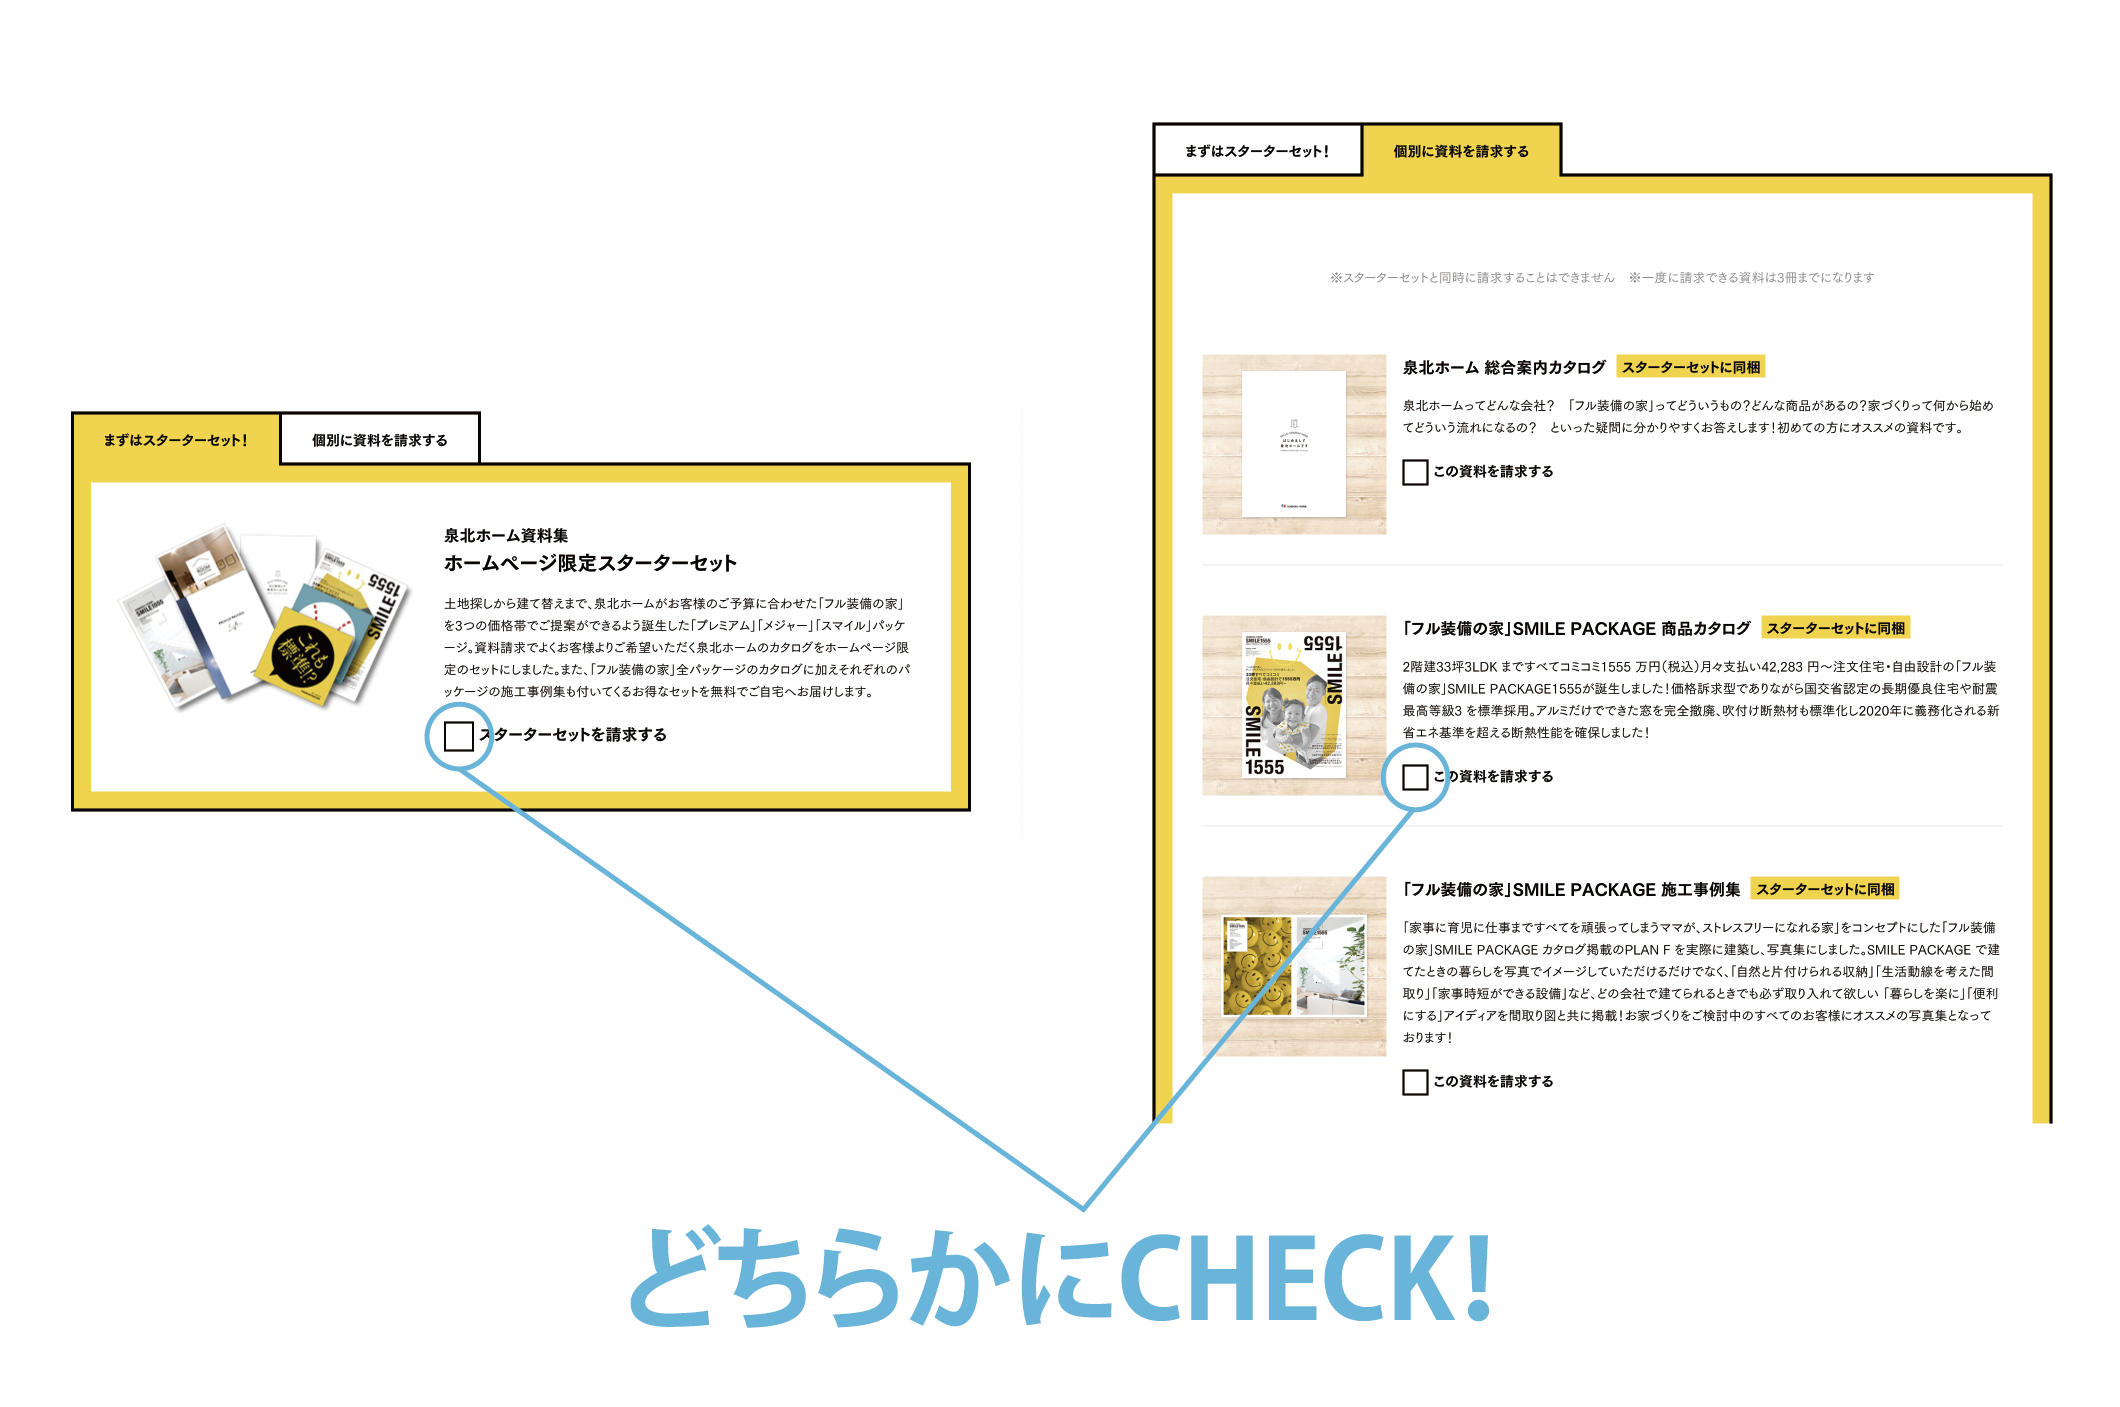 まずはスターターセット!
個別に資料を請求する
泉北ホーム資料集
ホームページ限定スターターセット
土地探しから建て替えまで、泉北ホームがお客様のご予算に合わせた「フル装備の家」
を3つの価格帯でご提案ができるよう誕生した「プレミアム」「メジャー」「スマイル」パッケ
ージ。資料請求でよくお客様よりご希望いただく泉北ホームのカタログをホームページ限
定のセットにしました。また、「フル装備の家」全パッケージのカタログに加えそれぞれのパ
ッケージの施工事例集も付いてくるお得なセットを無料でご自宅へお届けします。
スターターセットを請求する
SMILE
1555
これも
標準!?
まずはスターターセット!
個別に資料を請求する
※スターターセットと同時に請求することはできません　※一度に請求できる資料は3冊までになります
泉北ホーム 総合案内カタログ スターターセットに同梱
泉北ホームってどんな会社?　「フル装備の家」ってどういうもの?どんな商品があるの?家づくりって何から始め
てどういう流れになるの?　といった疑問に分かりやすくお答えします!初めての方にオススメの資料です。
この資料を請求する
はじめまして
泉北ホームです
「フル装備の家」SMILE PACKAGE 商品カタログ スターターセットに同梱
2階建33坪3LDK まですべてコミコミ1555 万円(税込)月々支払い42,283 円〜注文住宅・自由設計の「フル装
備の家」SMILE PACKAGE1555が誕生しました!価格訴求型でありながら国交省認定の長期優良住宅や耐震
最高等級3 を標準採用。アルミだけでできた窓を完全撤廃、吹付け断熱材も標準化し2020年に義務化される新
省エネ基準を超える断熱性能を確保しました!
この資料を請求する
SMILE
1555
SMILE
1555
「フル装備の家」SMILE PACKAGE 施工事例集 スターターセットに同梱
「家事に育児に仕事まですべてを頑張ってしまうママが、ストレスフリーになれる家」をコンセプトにした「フル装備
の家」SMILE PACKAGE カタログ掲載のPLAN F を実際に建築し、写真集にしました。SMILE PACKAGE で建
てたときの暮らしを写真でイメージしていただけるだけでなく、「自然と片付けられる収納」「生活動線を考えた間
取り」「家事時短ができる設備」など、どの会社で建てられるときでも必ず取り入れて欲しい 「暮らしを楽に」「便利
にする」アイディアを間取り図と共に掲載!お家づくりをご検討中のすべてのお客様にオススメの写真集となって
おります!
この資料を請求する
どちらかにCHECK!